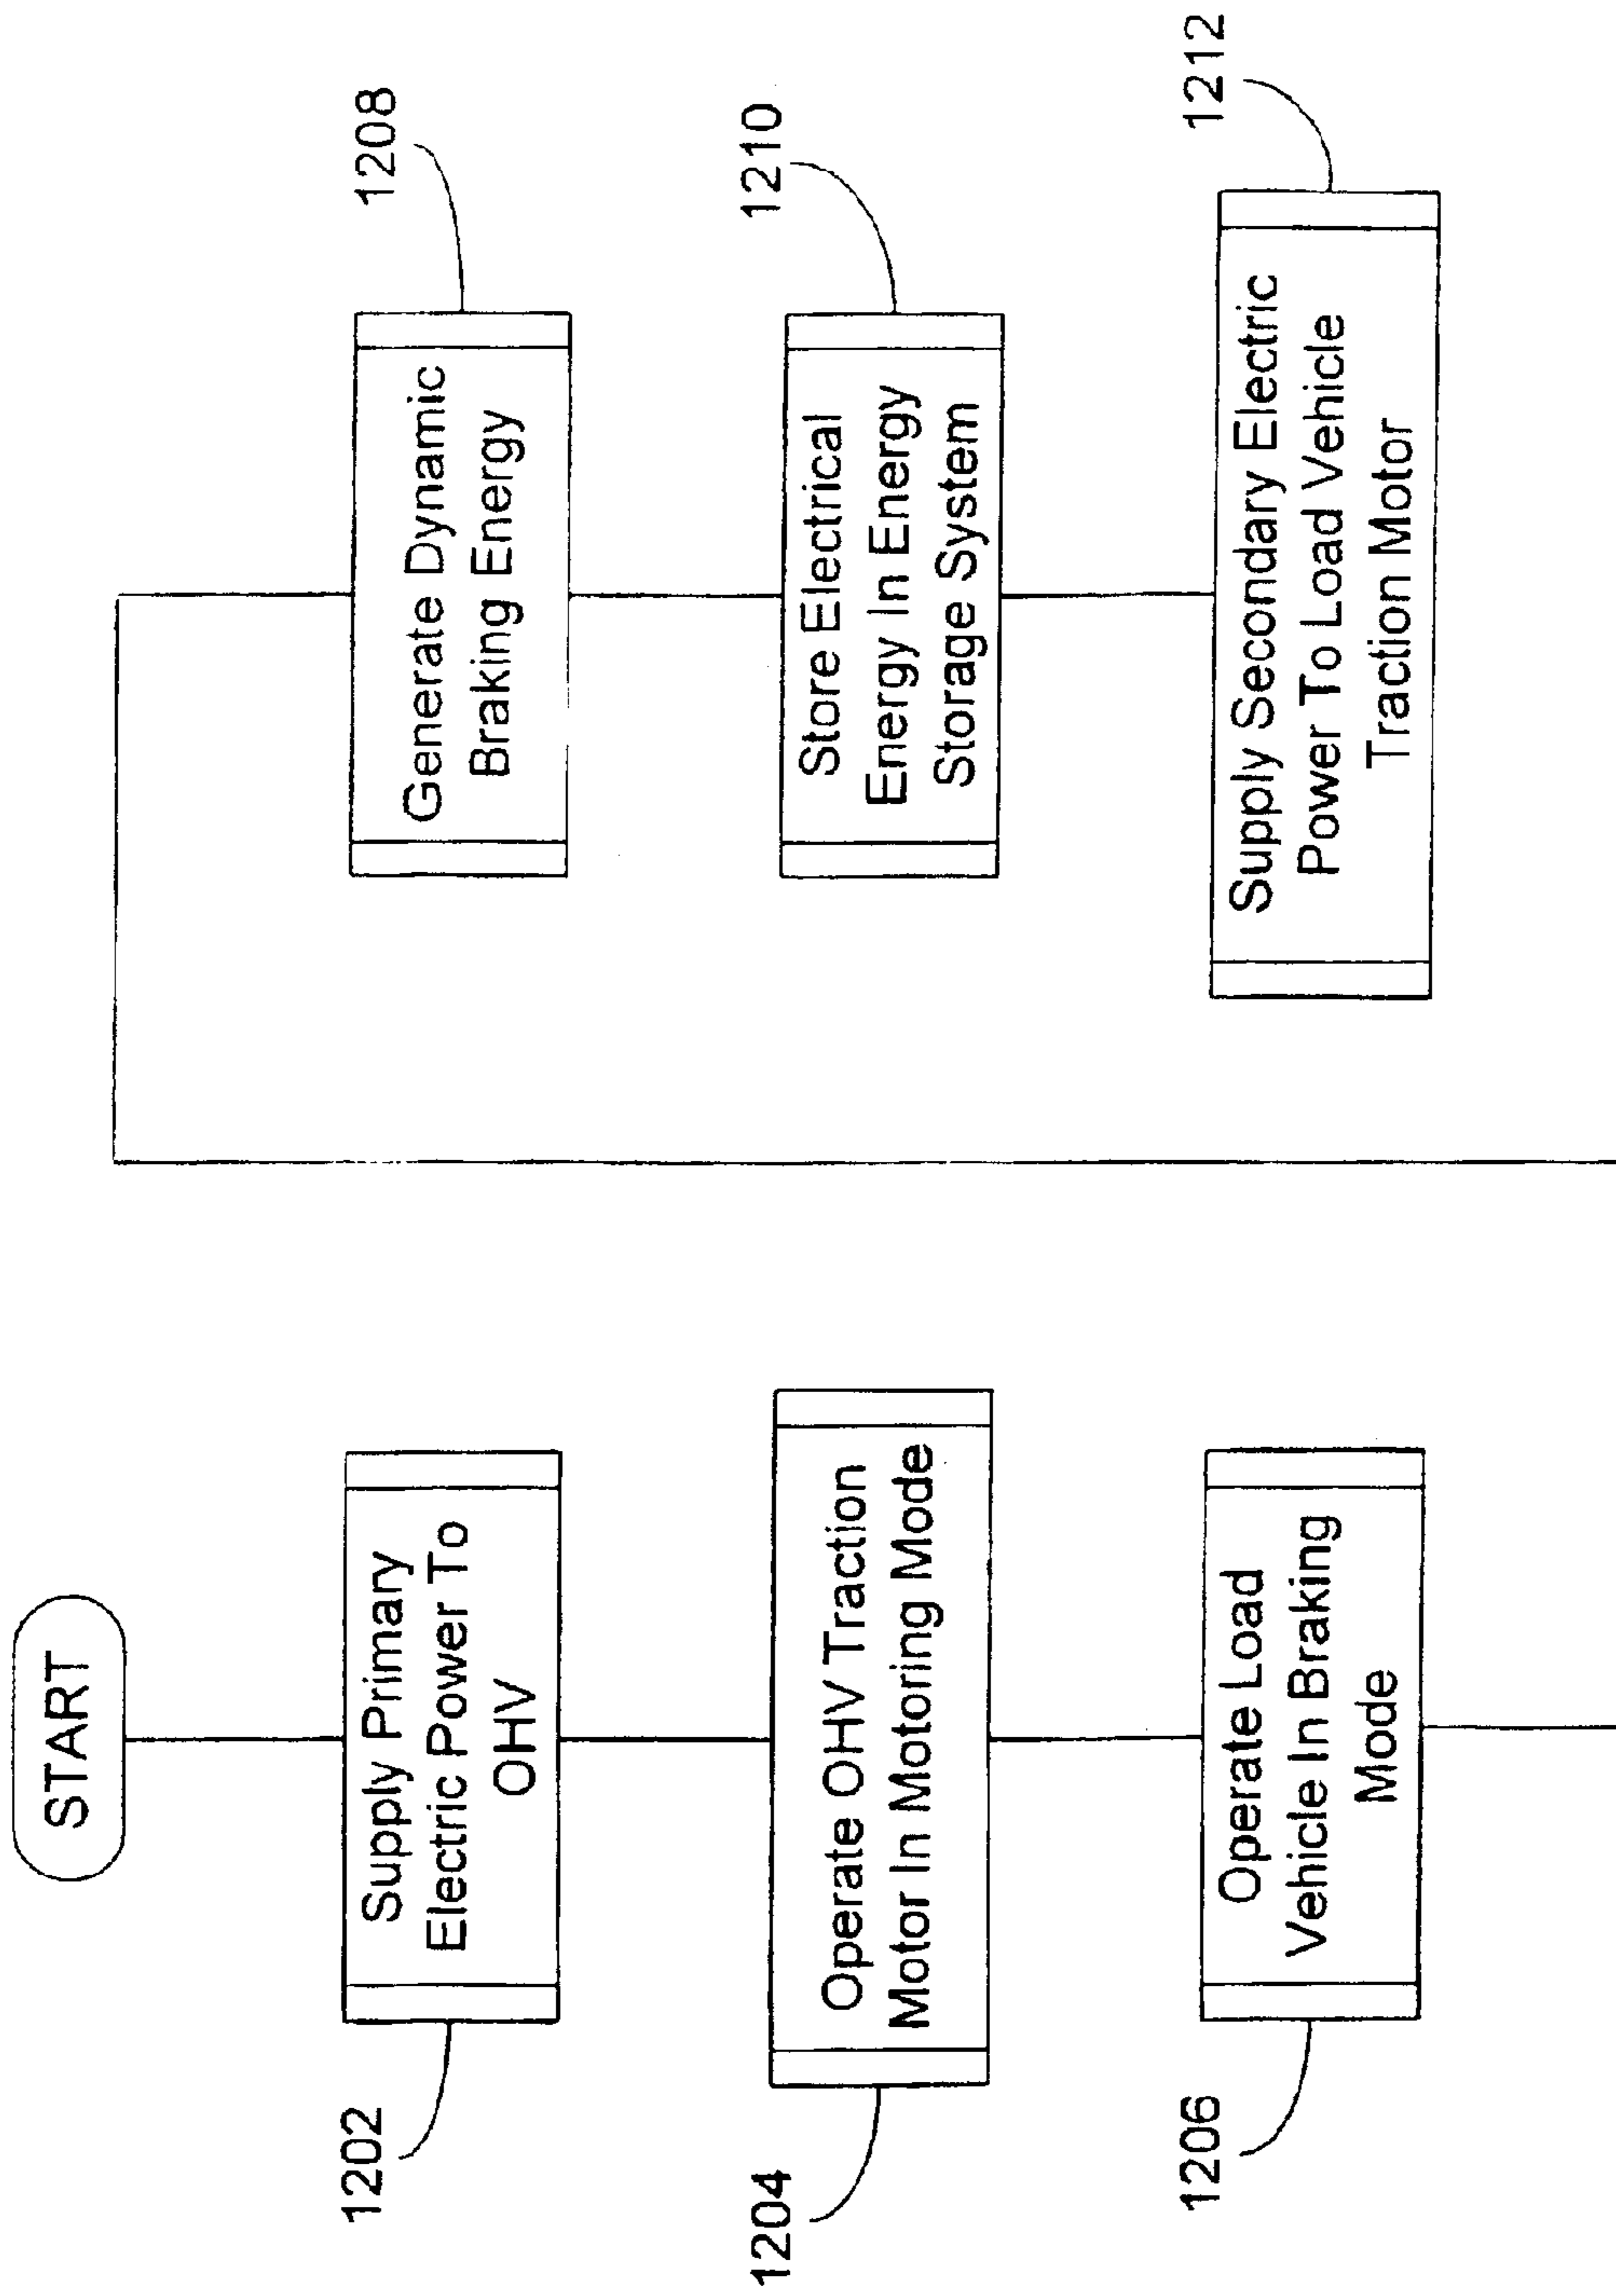 START
1202
Supply Primary
Electric Power To
OHV
1204
Operate OHV Traction
Motor In Motoring Mode
1206
Operate Load
Vehicle In Braking
Mode
1208
Generate Dynamic
Braking Energy
1210
Store Electrical
Energy In Energy
Storage System
1212
Supply Secondary Electric
Power To Load Vehicle
Traction Motor